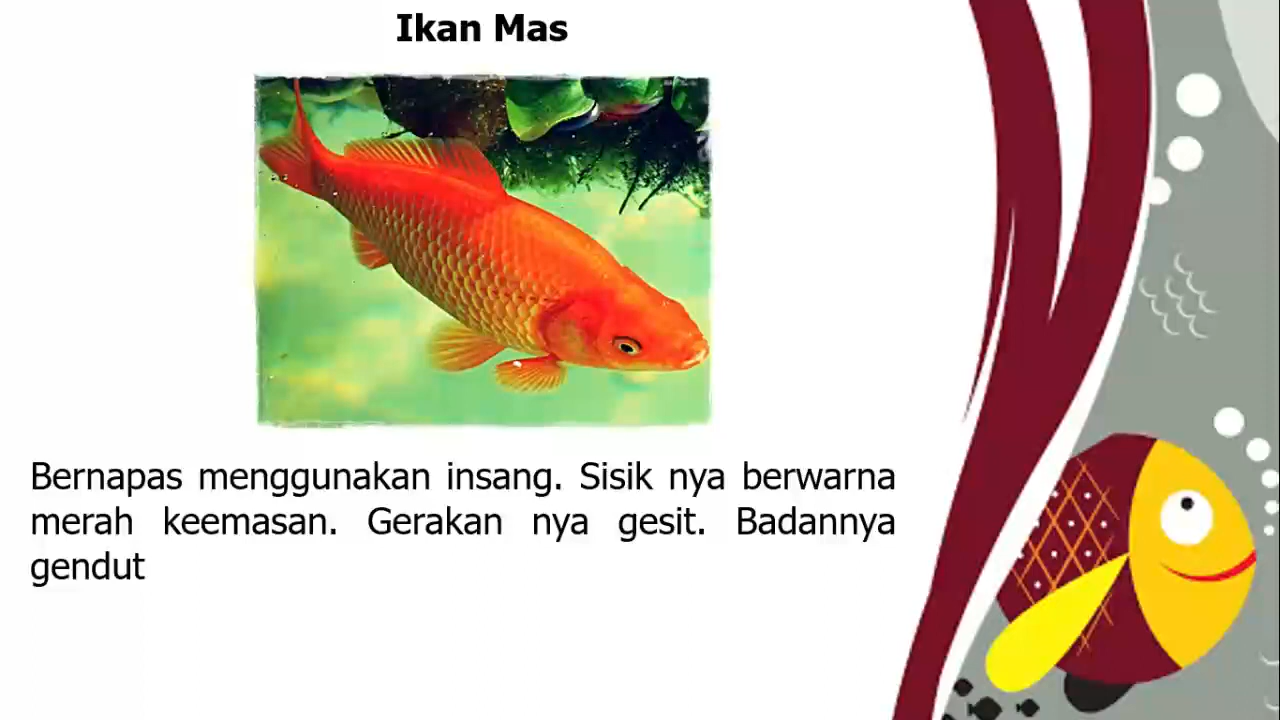 Ikan Mas
Bernapas menggunakan insang. Sisik nya berwarna
merah keemasan. Gerakan nya gesit. Badannya
gendut